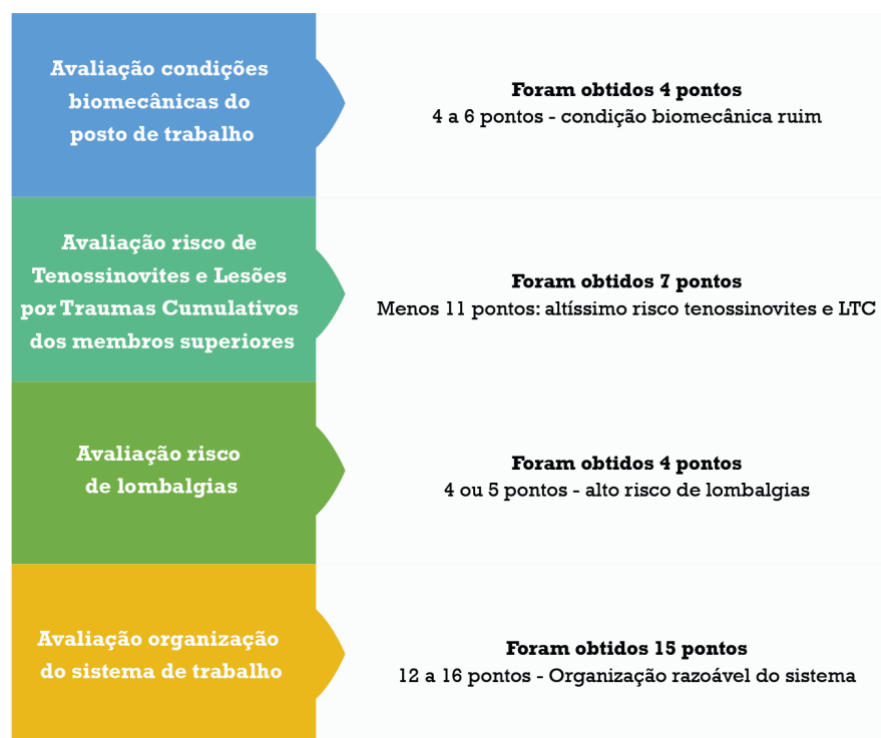 Avaliação condições
biomecânicas do
posto de trabalho
Foram obtidos 4 pontos
4 a 6 pontos - condição biomecânica ruim
Avaliação risco de
Tenossinovites e Lesões
por Traumas Cumulativos
dos membros superiores
Foram obtidos 7 pontos
Menos 11 pontos: altíssimo risco tenossinovites e LTC
Avaliação risco
de lombalgias
Foram obtidos 4 pontos
4 ou 5 pontos - alto risco de lombalgias
Avaliação organização
do sistema de trabalho
Foram obtidos 15 pontos
12 a 16 pontos - Organização razoável do sistema